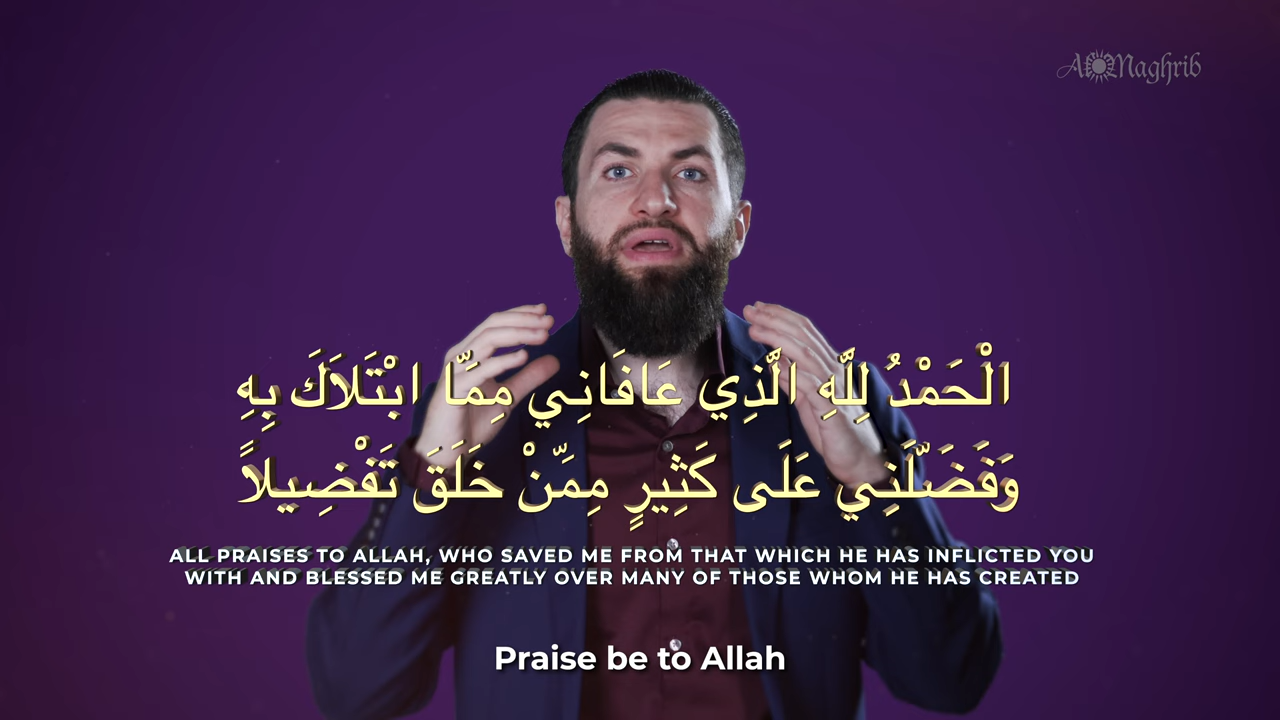 AlMaghrib
الْحَمْدُ لِلَّهِ الَّذِي عَافَانِي مِمَّا ابْتَلاَكَ بِهِ
وَفَضَّلَنِي عَلَى كَثِيرٍ مِمَّنْ خَلَقَ تَفْضِيلاً
ALL PRAISES TO ALLAH, WHO SAVED ME FROM THAT WHICH HE HAS INFLICTED YOU
WITH AND BLESSED ME GREATLY OVER MANY OF THOSE WHOM HE HAS CREATED
Praise be to Allah